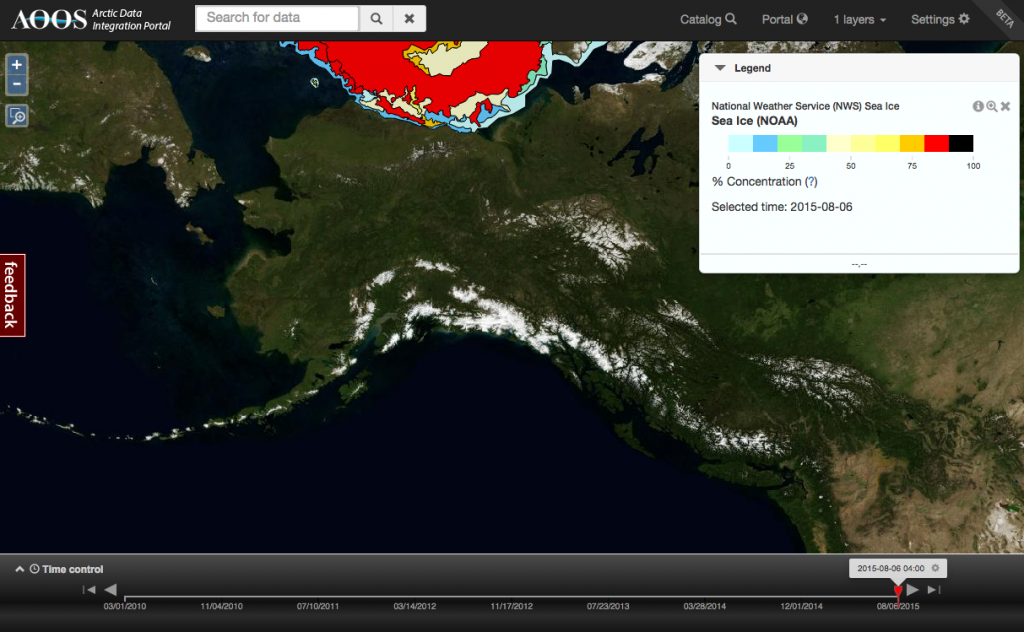 AOOS Arctic Data
Integration Portal
Search for data
Catalog
Portal
1 layers
Settings
BETA
+
−
Legend
National Weather Service (NWS) Sea Ice
Sea Ice (NOAA)
0 25 50 75 100
% Concentration (?)
Selected time: 2015-08-06
--,--
feedback
Time control
2015-08-06 04:00
03/01/2010 11/04/2010 07/10/2011 03/14/2012 11/17/2012 07/23/2013 03/28/2014 12/01/2014 08/06/2015